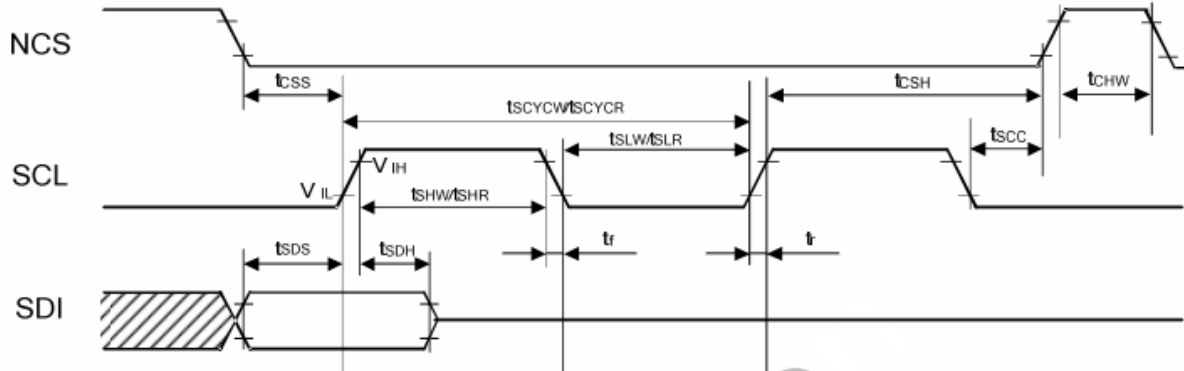 NCS
tCSS
tSCYCW/tSCYCR
tCSH
tCHW
tSLW/tSLR
tSCC
SCL
VIH
VIL
tSHW/tSHR
tSDS
tSDH
tf
tr
SDI